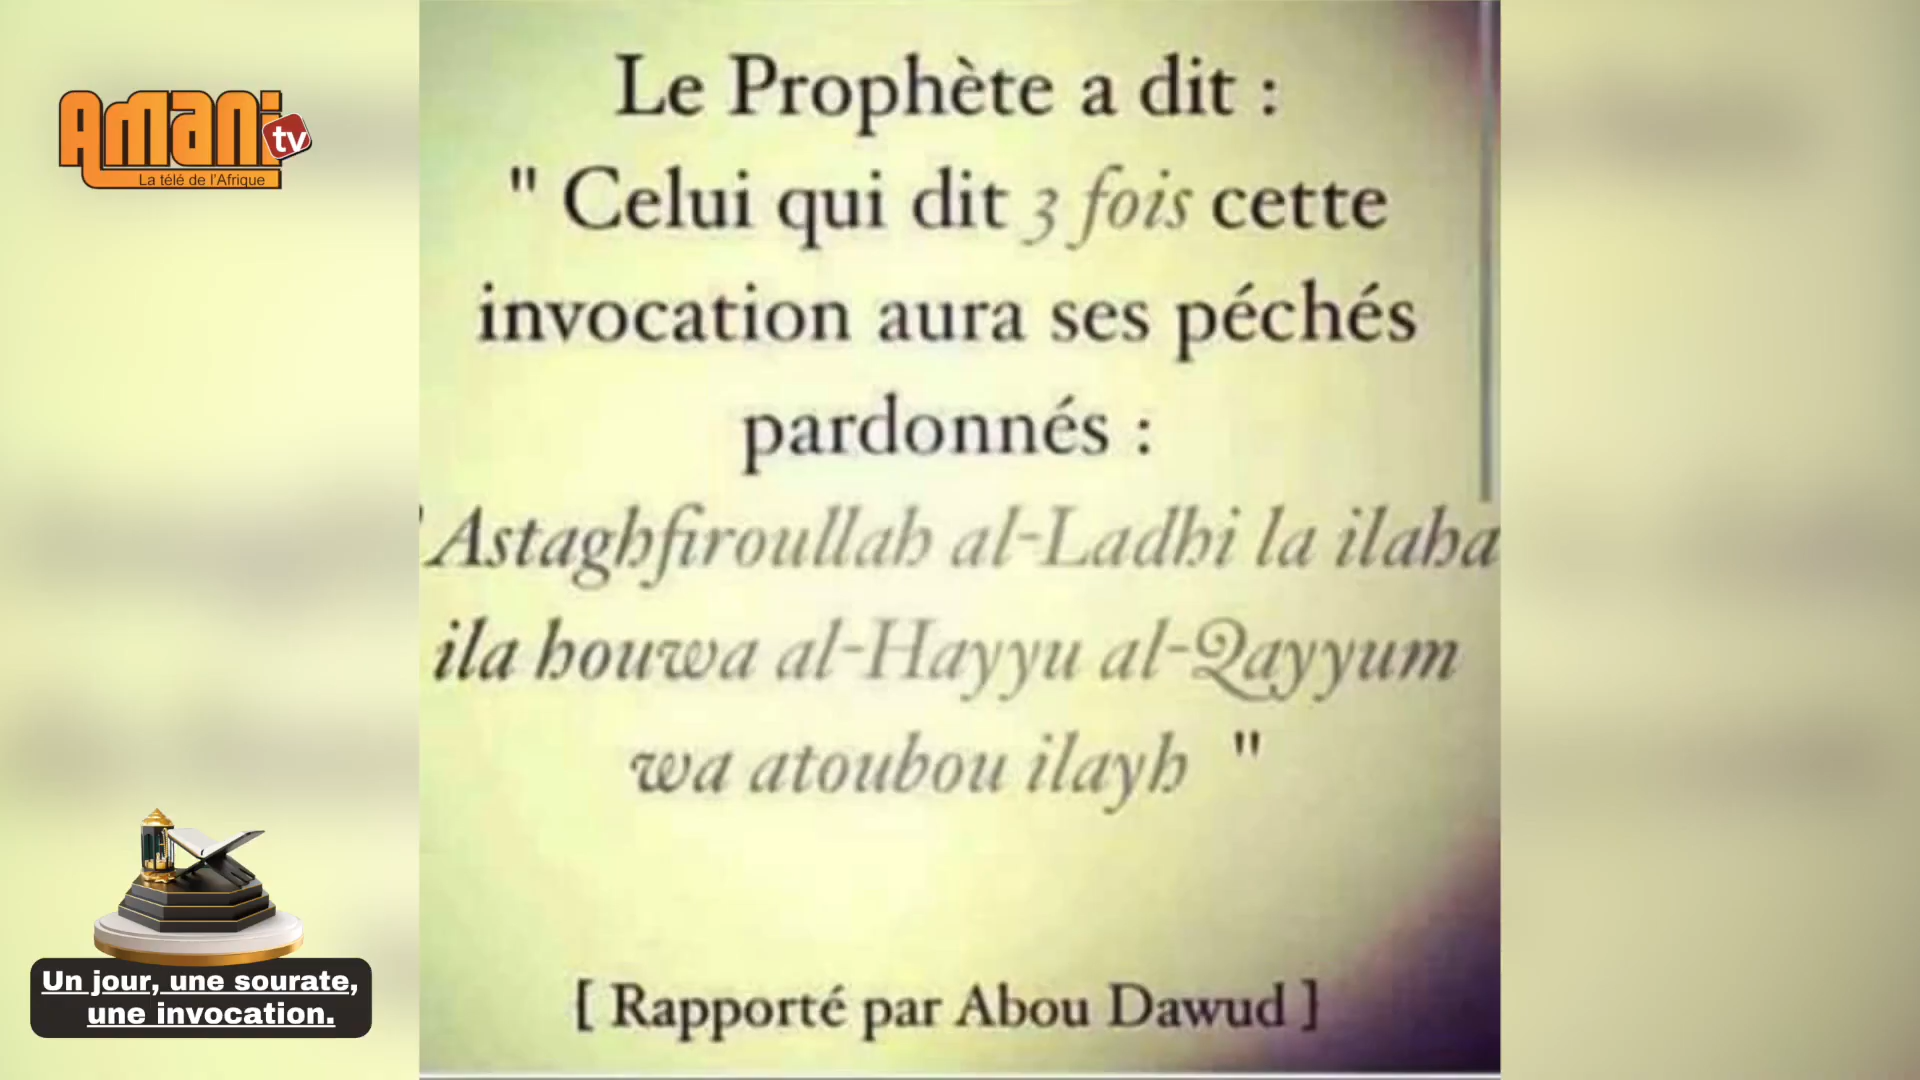 Amani tv
La télé de l'Afrique
Le Prophète a dit :
" Celui qui dit 3 fois cette
invocation aura ses péchés
pardonnés :
' Astaghfiroullah al-Ladhi la ilaha
ila houwa al-Hayyu al-Qayyum
wa atoubou ilayh "
[ Rapporté par Abou Dawud ]
Un jour, une sourate,
une invocation.